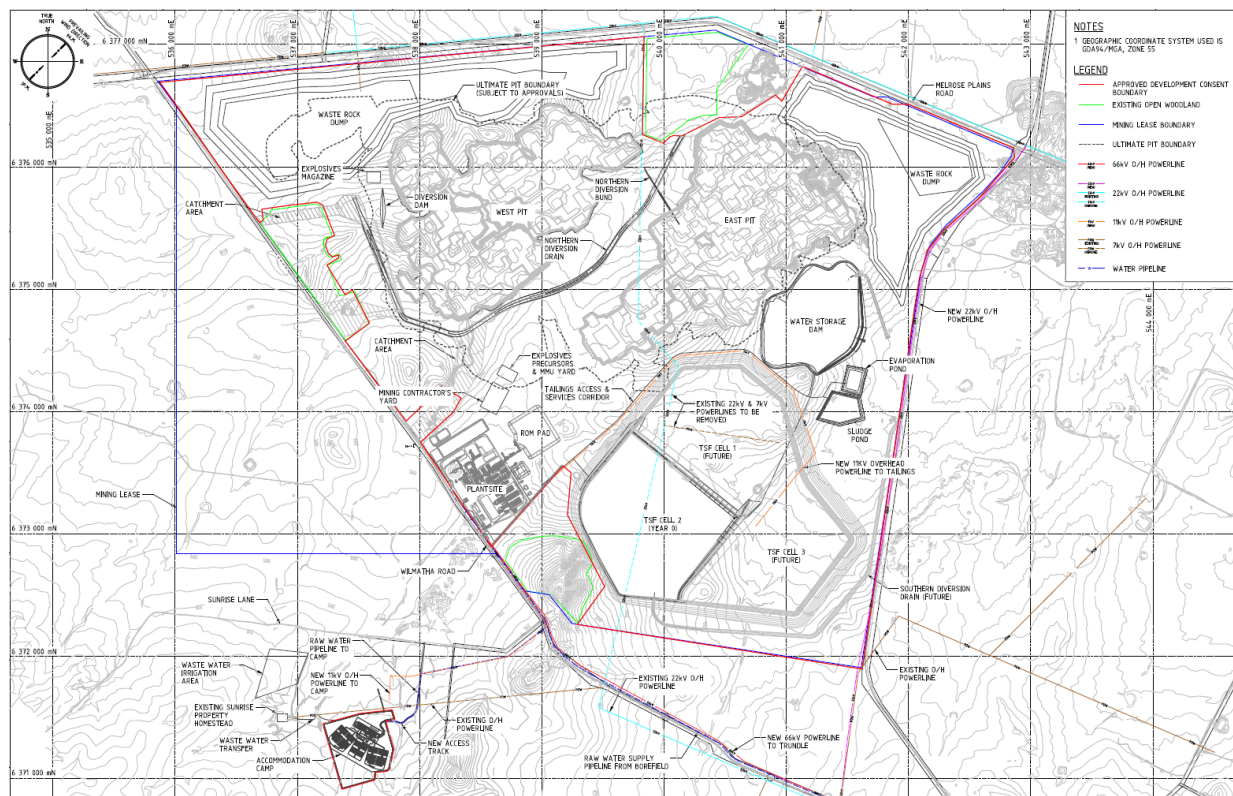 TRUE
NORTH
N
W
E
S
PREVAILING
WIND DIRECTION
9A.M.
3P.M.
6 377 000 mN
6 376 000 mN
6 375 000 mN
6 374 000 mN
6 373 000 mN
6 372 000 mN
6 371 000 mN
535 000 mE
536 000 mE
537 000 mE
538 000 mE
539 000 mE
540 000 mE
541 000 mE
542 000 mE
543 000 mE
544 000 mE
ULTIMATE PIT BOUNDARY
(SUBJECT TO APPROVALS)
WASTE ROCK
DUMP
EXPLOSIVES
MAGAZINE
CATCHMENT
AREA
DIVERSION
DAM
WEST PIT
NORTHERN
DIVERSION
BUND
NORTHERN
DIVERSION
DRAIN
EAST PIT
MELROSE PLAINS
ROAD
WASTE ROCK
DUMP
NEW 22kV O/H
POWERLINE
WATER STORAGE
DAM
EVAPORATION
POND
SLUDGE
POND
CATCHMENT
AREA
EXPLOSIVES
PRECURSORS
& MMU YARD
MINING CONTRACTOR'S
YARD
TAILINGS ACCESS &
SERVICES CORRIDOR
EXISTING 22kV & 7kV
POWERLINES TO BE
REMOVED
ROM PAD
PLANTSITE
TSF CELL 1
(FUTURE)
NEW 11KV OVERHEAD
POWERLINE TO TAILINGS
TSF CELL 2
(YEAR 0)
TSF CELL 3
(FUTURE)
MINING LEASE
WILMATHA ROAD
SOUTHERN DIVERSION
DRAIN (FUTURE)
SUNRISE LANE
RAW WATER
PIPELINE TO
CAMP
NEW 11kV O/H
POWERLINE TO
CAMP
WASTE WATER
IRRIGATION
AREA
EXISTING SUNRISE
PROPERTY
HOMESTEAD
WASTE WATER
TRANSFER
ACCOMMODATION
CAMP
NEW ACCESS
TRACK
EXISTING O/H
POWERLINE
EXISTING 22kV O/H
POWERLINE
RAW WATER SUPPLY
PIPELINE FROM BOREFIELD
NEW 66kV POWERLINE
TO TRUNDLE
EXISTING O/H
POWERLINE
NOTES
1 GEOGRAPHIC COORDINATE SYSTEM USED IS
GDA94/MGA, ZONE 55
LEGEND
APPROVED DEVELOPMENT CONSENT
BOUNDARY
EXISTING OPEN WOODLAND
MINING LEASE BOUNDARY
ULTIMATE PIT BOUNDARY
66kV O/H POWERLINE
22kV O/H POWERLINE
11kV O/H POWERLINE
7kV O/H POWERLINE
WATER PIPELINE